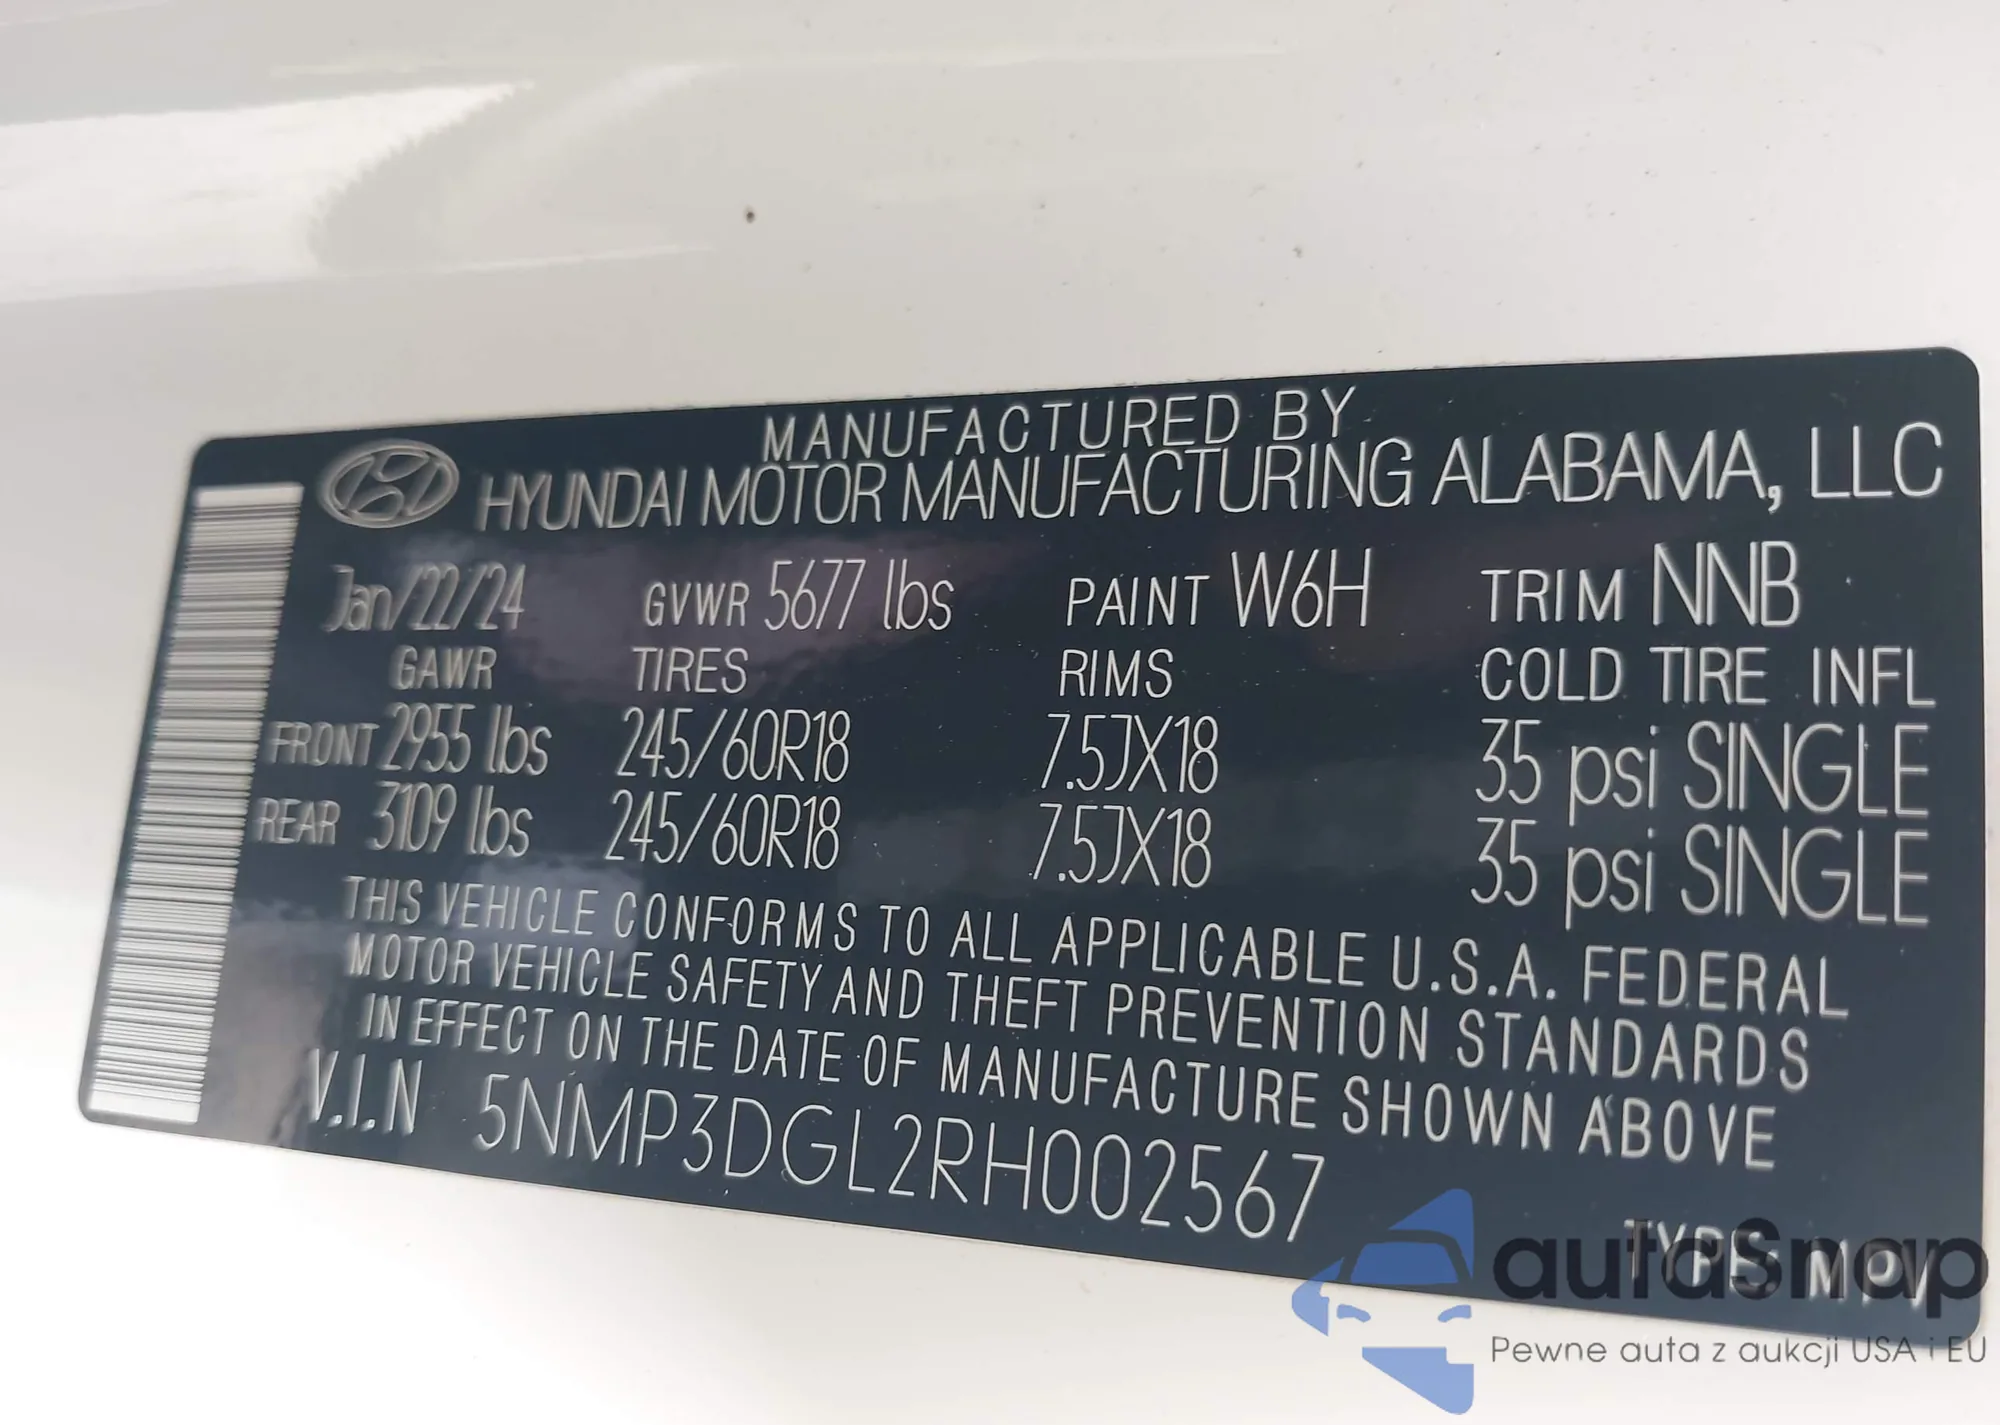 MANUFACTURED BY
HYUNDAI MOTOR MANUFACTURING ALABAMA, LLC
Jan/22/24 GVWR 5677 lbs PAINT W6H TRIM NNB
GAWR TIRES RIMS COLD TIRE INFL
FRONT 2955 lbs 245/60R18 7.5JX18 35 psi SINGLE
REAR 3109 lbs 245/60R18 7.5JX18 35 psi SINGLE
THIS VEHICLE CONFORMS TO ALL APPLICABLE U.S.A. FEDERAL
MOTOR VEHICLE SAFETY AND THEFT PREVENTION STANDARDS
IN EFFECT ON THE DATE OF MANUFACTURE SHOWN ABOVE
V.I.N 5NMP3DGL2RH002567
TYPE: MPV
autaSnap
Pewne auta z aukcji USA i EU